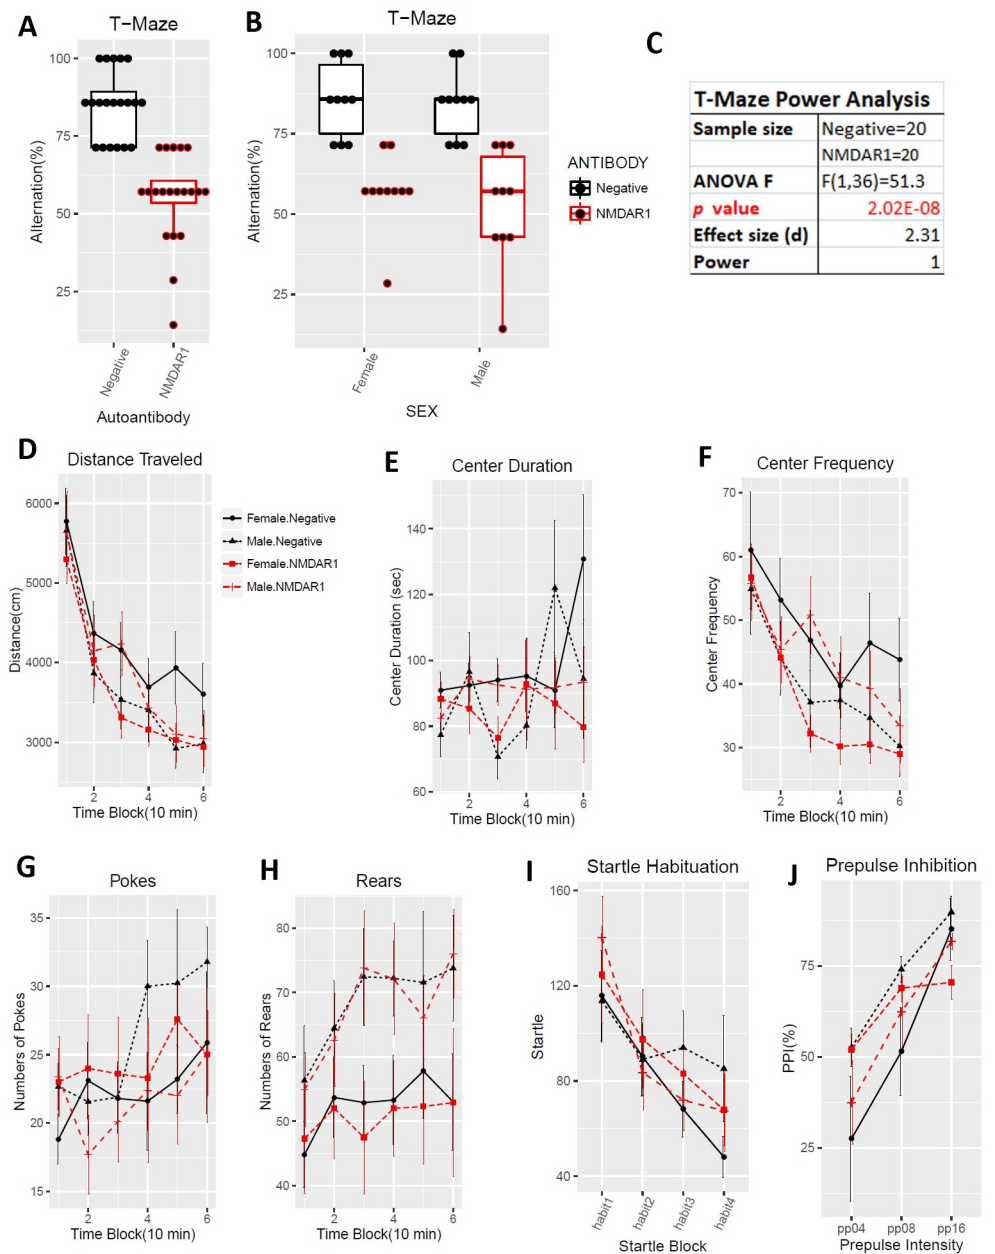 A
T−Maze
100
75
50
25
Alternation(%)
Negative
NMDAR1
Autoantibody
B
T−Maze
100
75
50
25
Alternation(%)
Female
Male
SEX
ANTIBODY
Negative
NMDAR1
C
T-Maze Power Analysis
Sample size Negative=20
NMDAR1=20
ANOVA F F(1,36)=51.3
p value 2.02E-08
Effect size (d) 2.31
Power 1
D
Distance Traveled
6000
5000
4000
3000
Distance(cm)
2 4 6
Time Block(10 min)
Female.Negative
Male.Negative
Female.NMDAR1
Male.NMDAR1
E
Center Duration
140
120
100
80
60
Center Duration (sec)
2 4 6
Time Block(10 min)
F
Center Frequency
70
60
50
40
30
Center Frequency
2 4 6
Time Block(10 min)
G
Pokes
35
30
25
20
15
Numbers of Pokes
2 4 6
Time Block(10 min)
H
Rears
80
70
60
50
40
Numbers of Rears
2 4 6
Time Block(10 min)
I
Startle Habituation
160
120
80
40
Startle
habit1
habit2
habit3
habit4
Startle Block
J
Prepulse Inhibition
75
50
25
PPI(%)
pp04
pp08
pp16
Prepulse Intensity